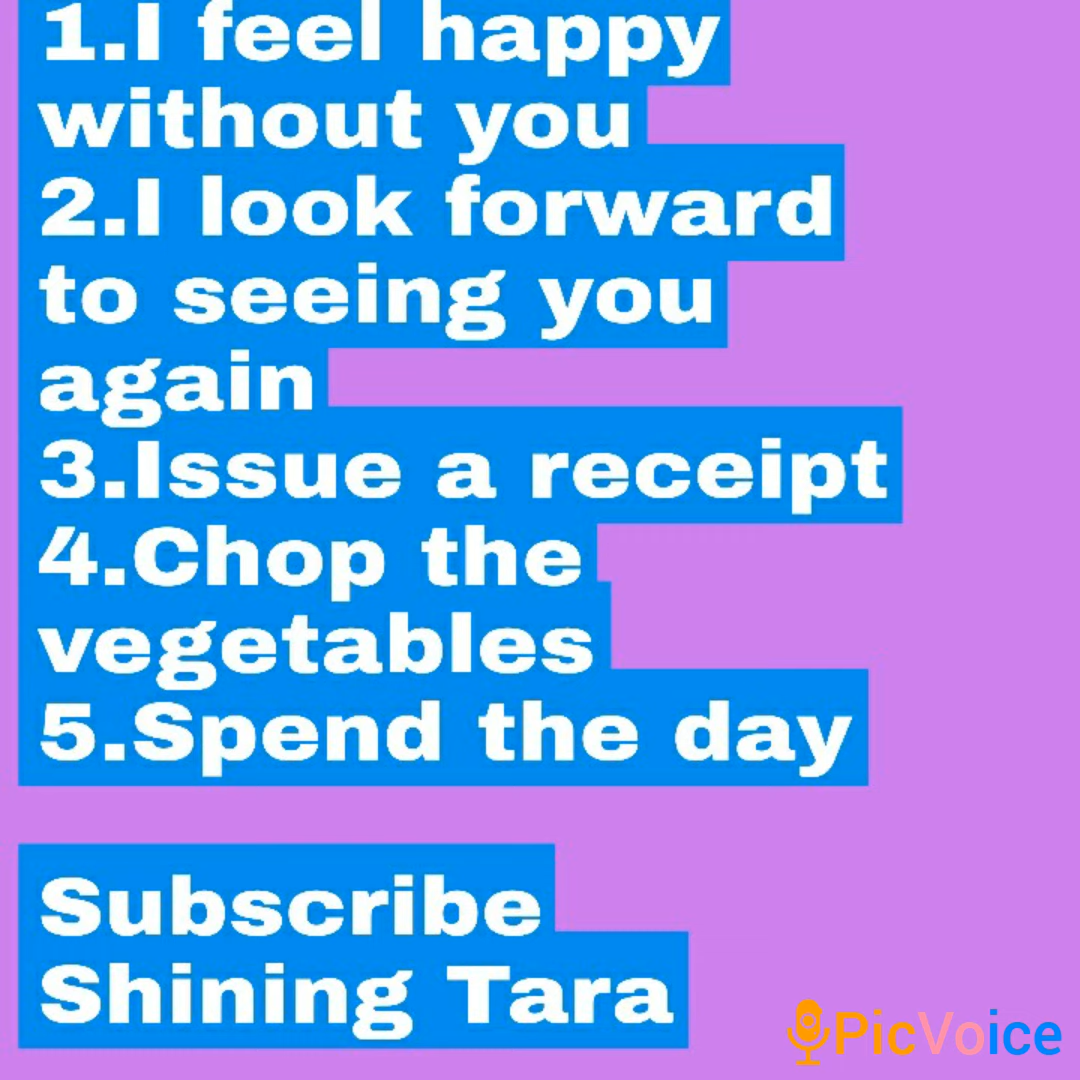 1.I feel happy
without you
2.I look forward
to seeing you
again
3.Issue a receipt
4.Chop the
vegetables
5.Spend the day
Subscribe
Shining Tara
PicVoice